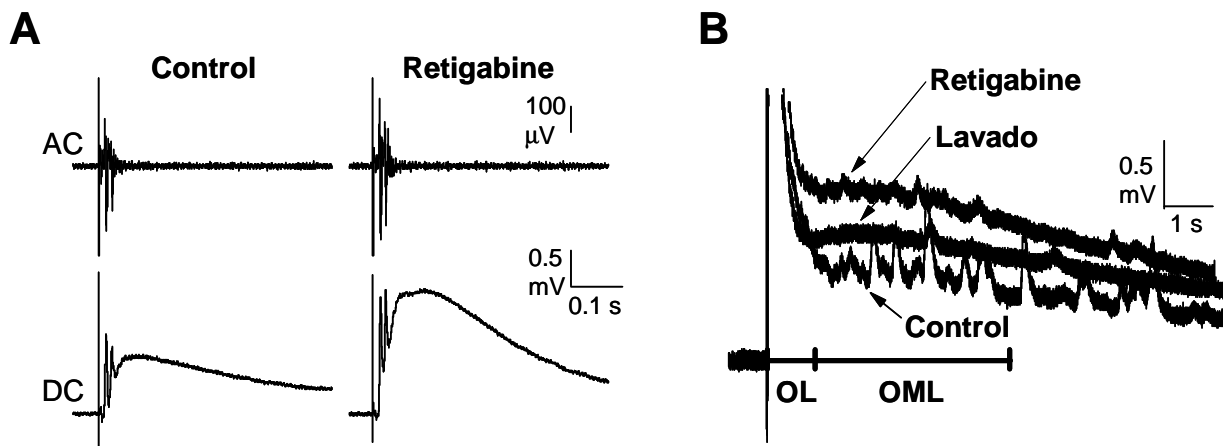 A
Control
Retigabine
100
μV
AC
0.5
mV
0.1 s
DC
B
Retigabine
Lavado
0.5
mV
1 s
Control
OL
OML